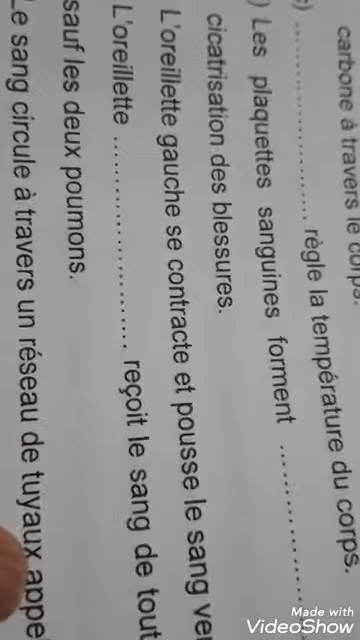 carbone à travers le corps.
c) ........................ règle la température du corps.
) Les plaquettes sanguines forment ....................
cicatrisation des blessures.
L'oreillette gauche se contracte et pousse le sang
L'oreillette ........................ reçoit le sang de tout
sauf les deux poumons.
Le sang circule à travers un réseau de tuyaux
Made with
VideoShow